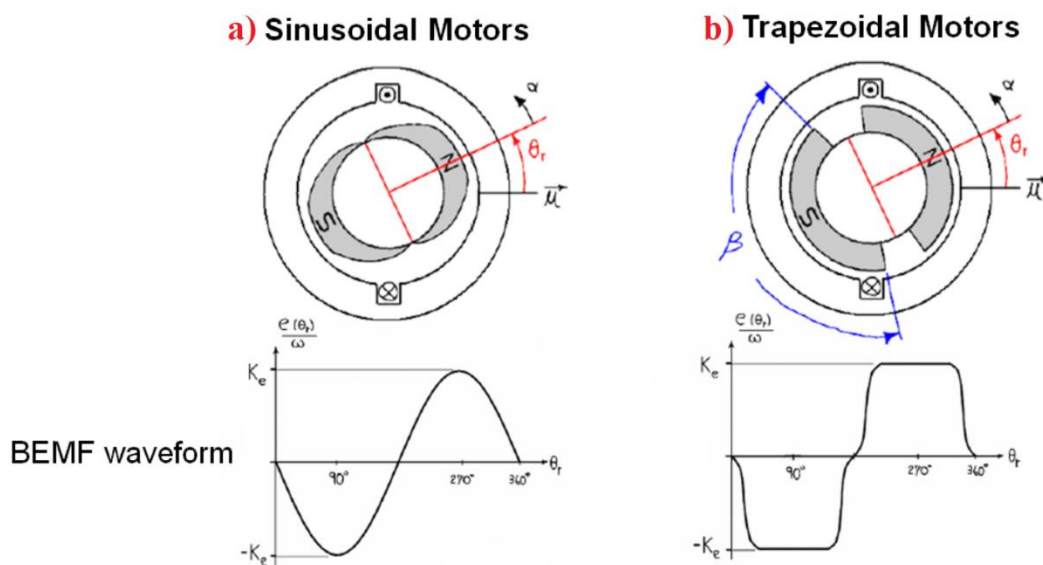 a) Sinusoidal Motors
N
S
α
θr
μ⃗
e(θr)
ω
Ke
-Ke
90°
270°
360°
θr
b) Trapezoidal Motors
N
S
α
θr
μ⃗
β
e(θr)
ω
Ke
-Ke
90°
270°
360°
θr
BEMF waveform